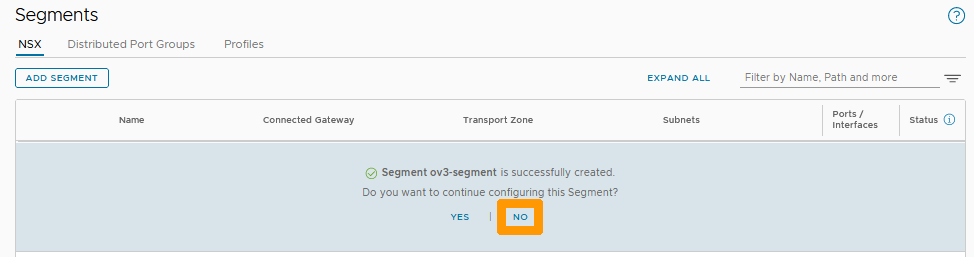 Segments
?
NSX Distributed Port Groups Profiles
ADD SEGMENT EXPAND ALL Filter by Name, Path and more
Name Connected Gateway Transport Zone Subnets Ports / Interfaces Status i
Segment ov3-segment is successfully created.
Do you want to continue configuring this Segment?
YES | NO